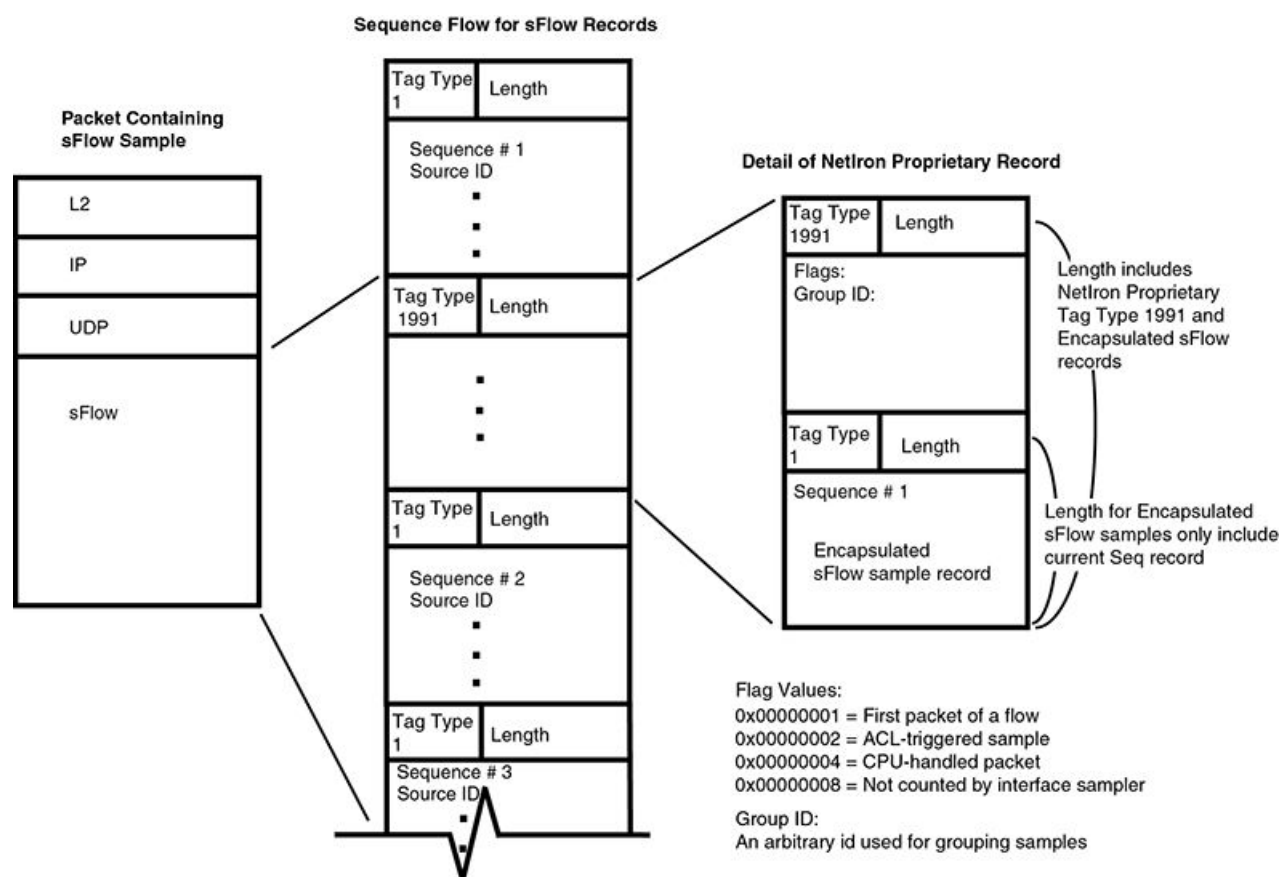 Sequence Flow for sFlow Records
Packet Containing
sFlow Sample
L2
IP
UDP
sFlow
Tag Type
1
Length
Sequence # 1
Source ID
Tag Type
1991
Length
Tag Type
1
Length
Sequence # 2
Source ID
Tag Type
1
Length
Sequence # 3
Source ID
Detail of NetIron Proprietary Record
Tag Type
1991
Length
Flags:
Group ID:
Tag Type
1
Length
Sequence # 1
Encapsulated
sFlow sample record
Length includes
NetIron Proprietary
Tag Type 1991 and
Encapsulated sFlow
records
Length for Encapsulated
sFlow samples only include
current Seq record
Flag Values:
0x00000001 = First packet of a flow
0x00000002 = ACL-triggered sample
0x00000004 = CPU-handled packet
0x00000008 = Not counted by interface sampler
Group ID:
An arbitrary id used for grouping samples